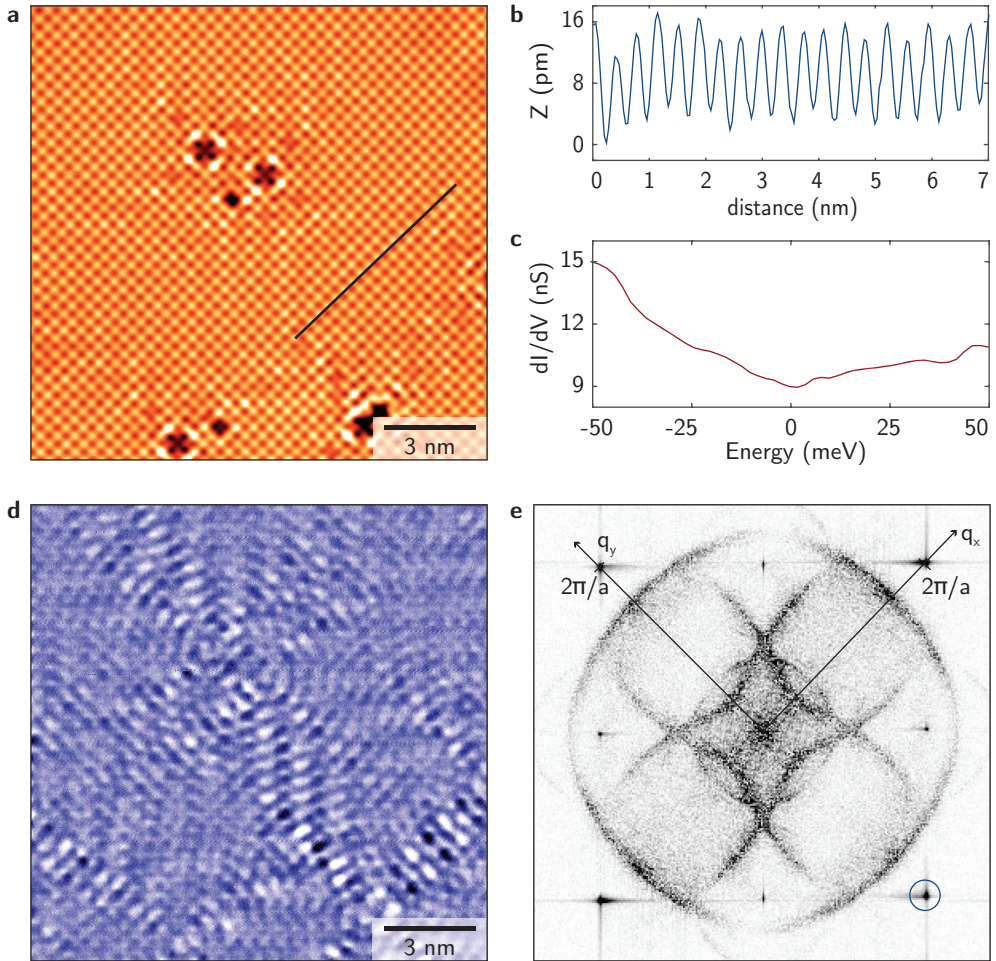 a
3 nm
b
Z (pm)
16
8
0
0 1 2 3 4 5 6 7
distance (nm)
c
dI/dV (nS)
15
12
9
-50 -25 0 25 50
Energy (meV)
d
3 nm
e
q_y
q_x
2π/a
2π/a